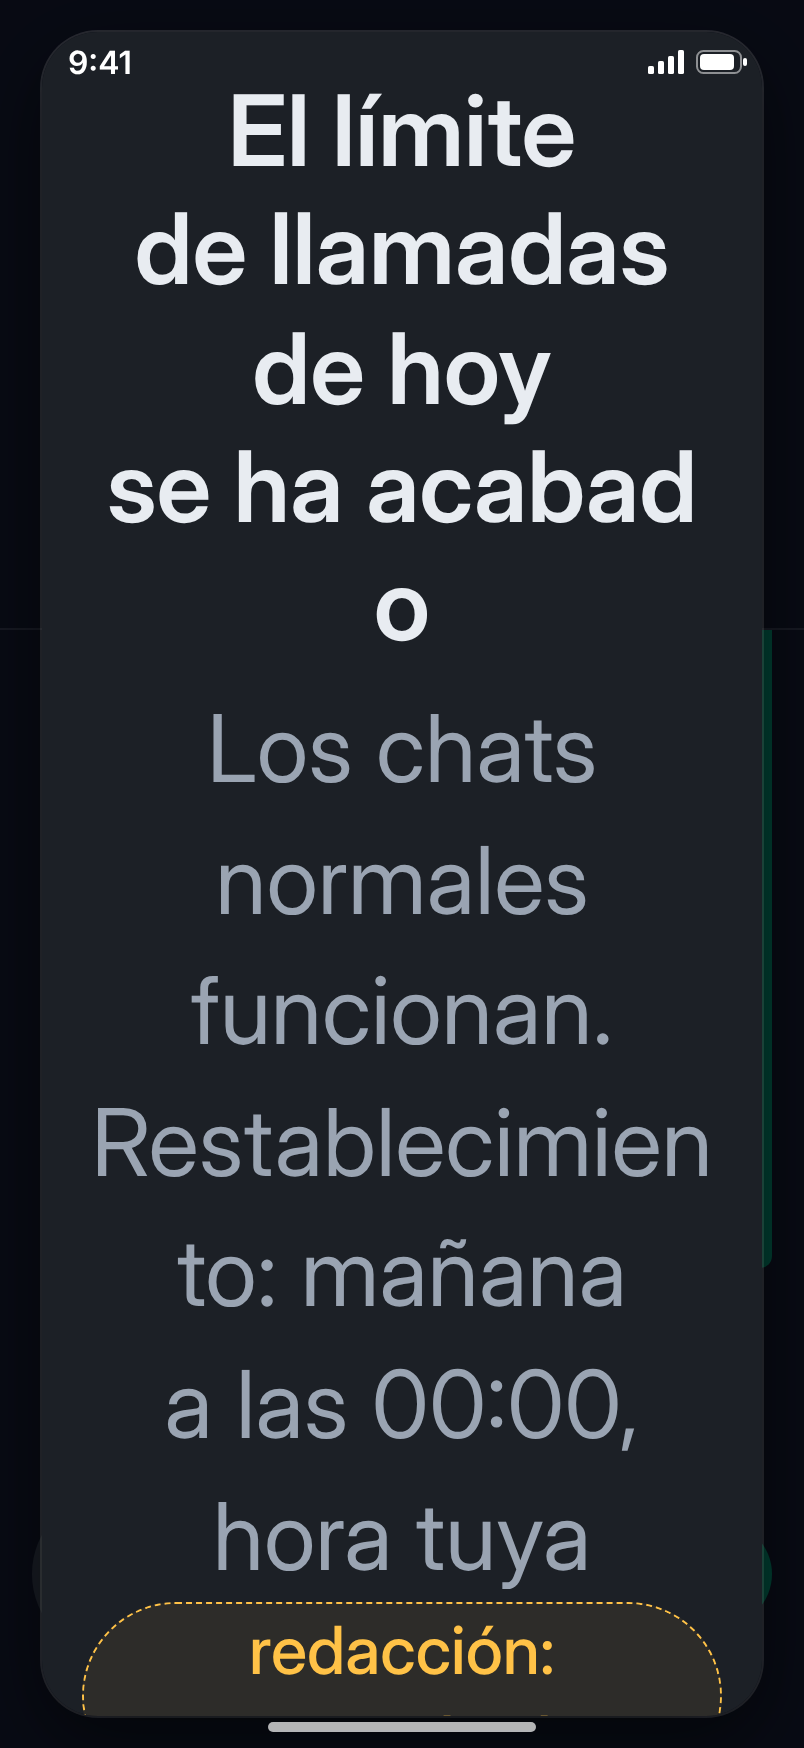 9:41
El límite
de llamadas
de hoy
se ha acabad
o
Los chats
normales
funcionan.
Restablecimien
to: mañana
a las 00:00,
hora tuya
redacción: